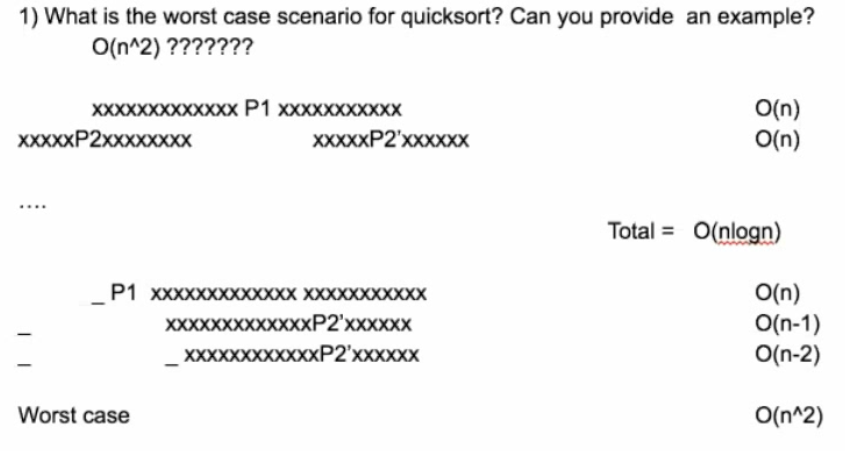 1) What is the worst case scenario for quicksort? Can you provide an example?
O(n^2) ???????
xxxxxxxxxxxxx P1 xxxxxxxxxxx O(n)
xxxxxP2xxxxxxxx xxxxxP2'xxxxxx O(n)
....
Total = O(nlogn)
_ P1 xxxxxxxxxxxxx xxxxxxxxxxx O(n)
_ xxxxxxxxxxxxxP2'xxxxxx O(n-1)
_ _ xxxxxxxxxxxxP2'xxxxxx O(n-2)
Worst case O(n^2)